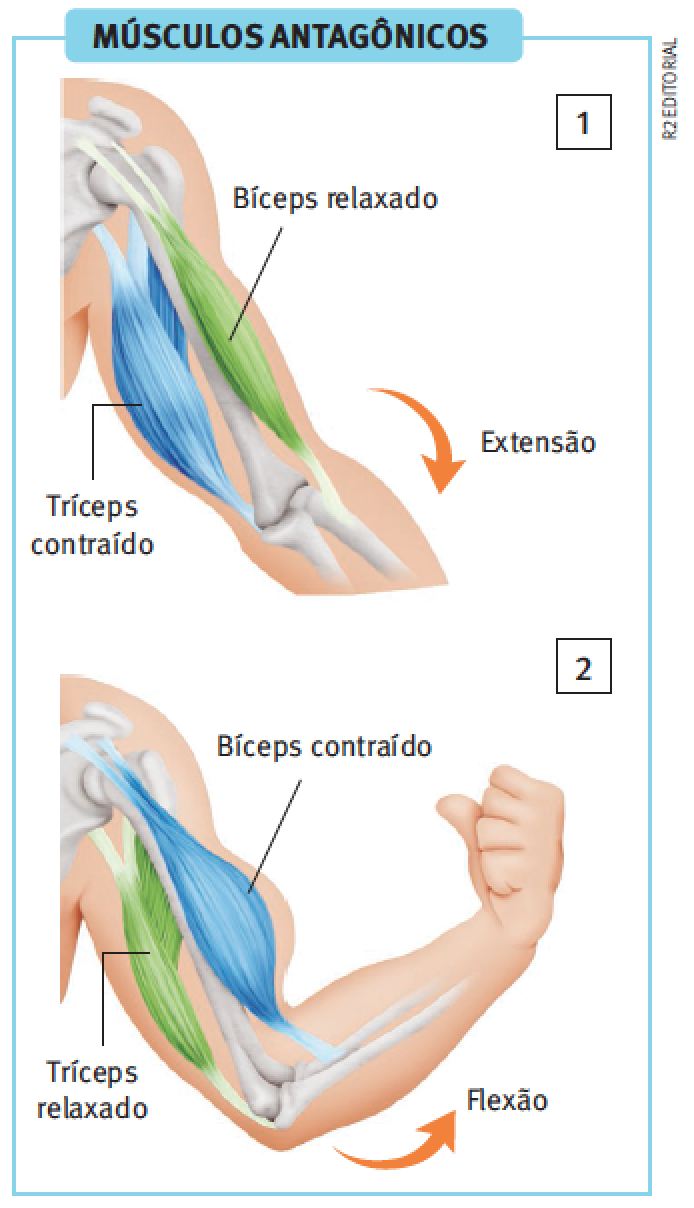 MÚSCULOS ANTAGÔNICOS
R2 EDITORIAL
1
Bíceps relaxado
Extensão
Tríceps
contraído
2
Bíceps contraído
Tríceps
relaxado
Flexão